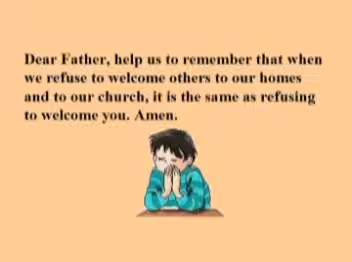 Dear Father, help us to remember that when
we refuse to welcome others to our homes
and to our church, it is the same as refusing
to welcome you. Amen.